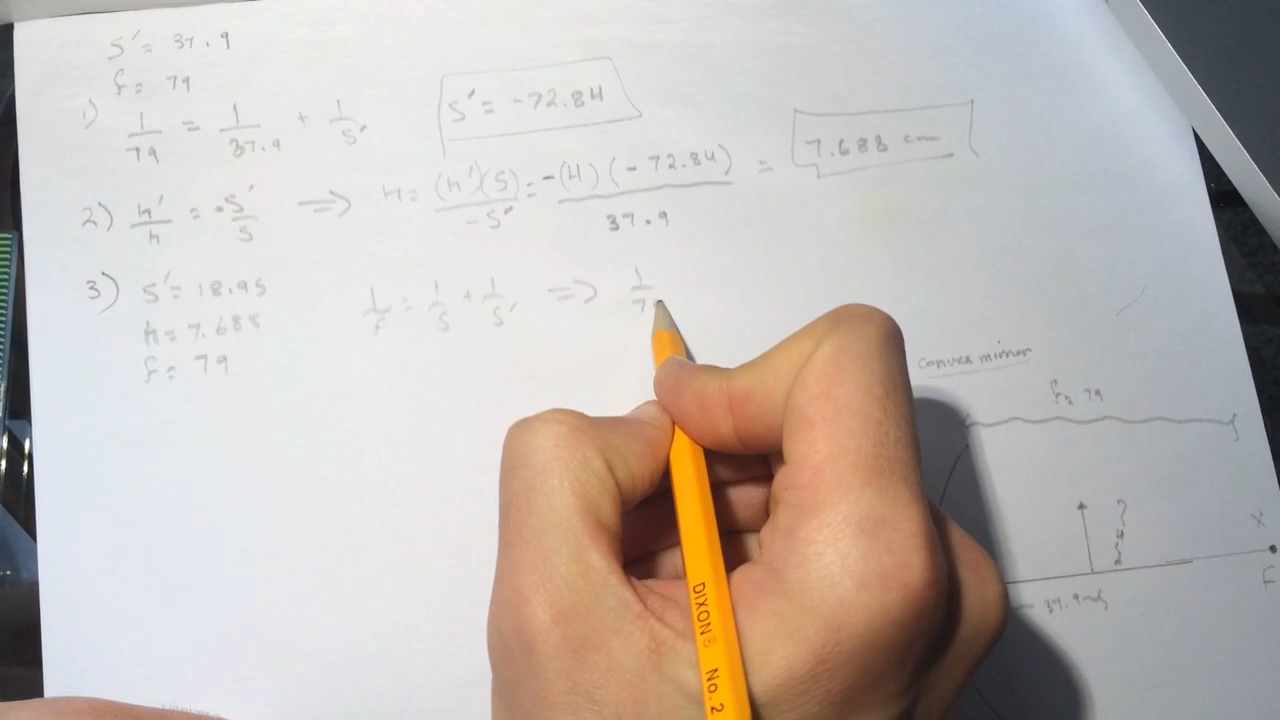 s' = 37.9
f = 79
1) 1/79 = 1/37.9 + 1/s' s' = -72.84
2) h'/h = -s'/s ⇒ H = (h')(s)/-s' = -(4)(-72.84)/37.9 = 7.688 cm
3) s' = 18.95
h = 7.688
f = 79
1/f = 1/s + 1/s' ⇒ 1/7
convex mirror
f = 79
X
F
37.9
DIXON® No. 2